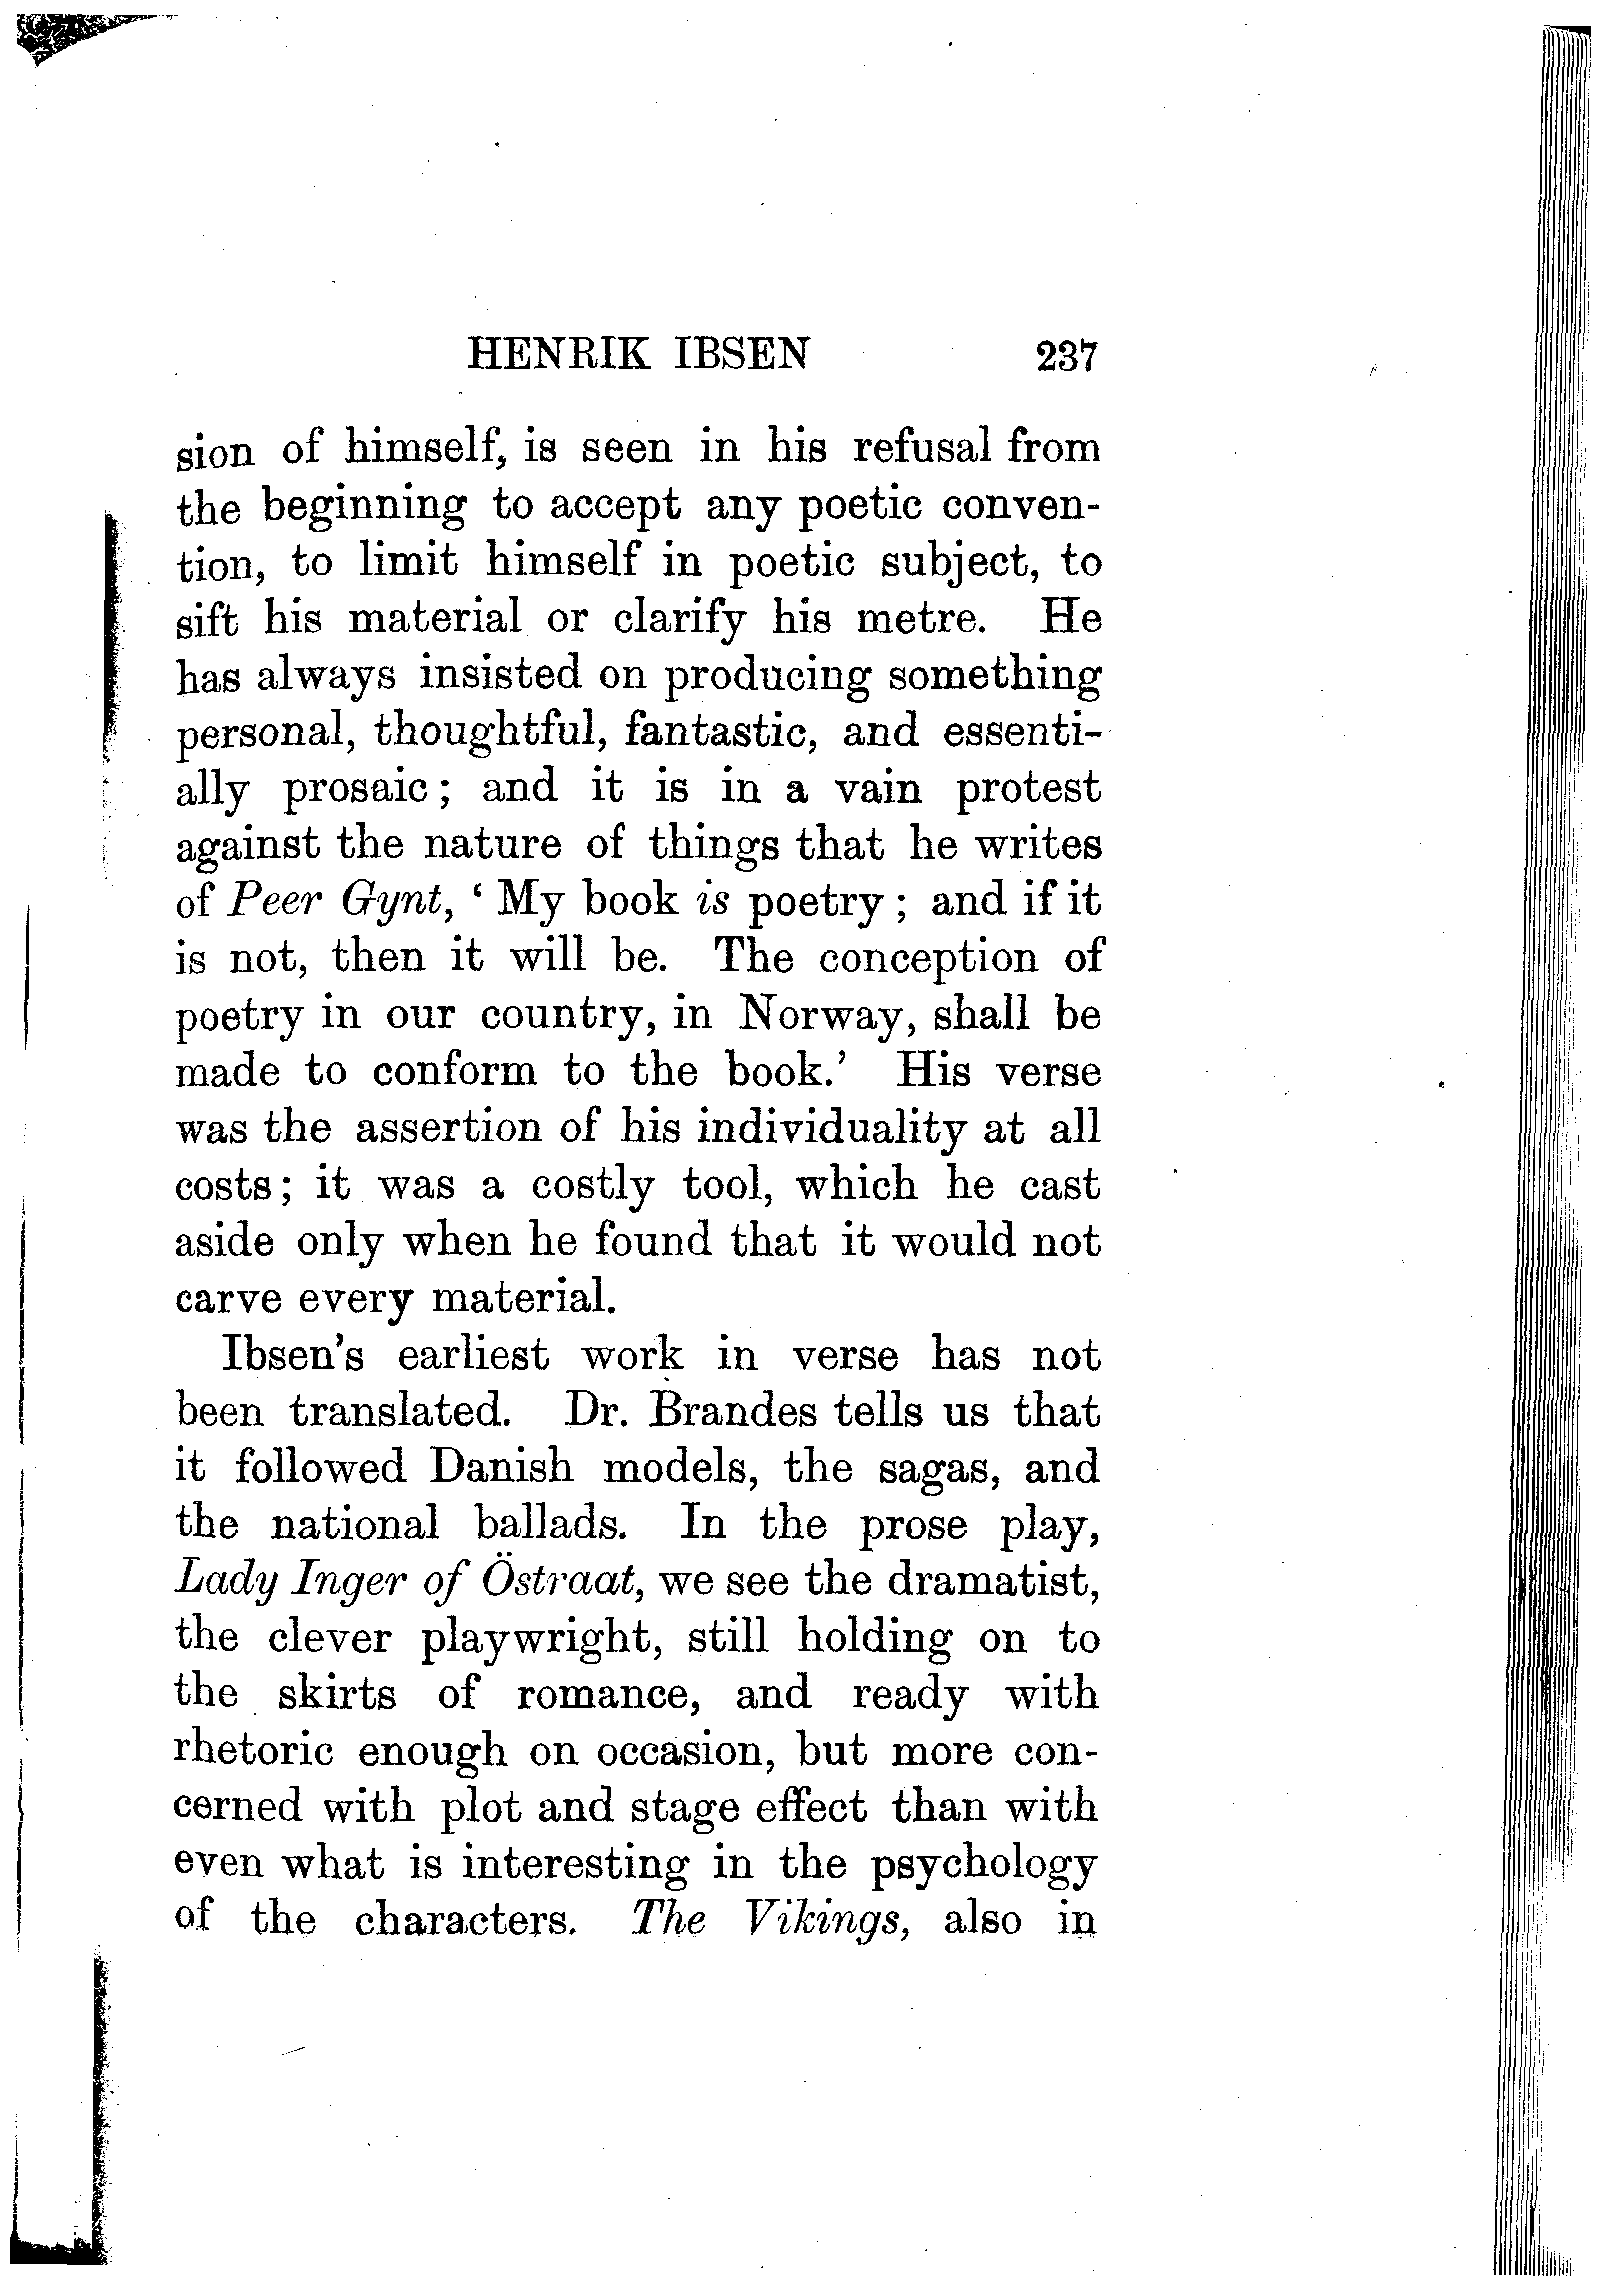 HENRIK IBSEN 237
sion of himself, is seen in his refusal from
the beginning to accept any poetic conven-
tion, to limit himself in poetic subject, to
sift his material or clarify his metre. He
has always insisted on producing something
personal, thoughtful, fantastic, and essenti-
ally prosaic; and it is in a vain protest
against the nature of things that he writes
of Peer Gynt, ‘My book is poetry; and if it
is not, then it will be. The conception of
poetry in our country, in Norway, shall be
made to conform to the book.’ His verse
was the assertion of his individuality at all
costs; it was a costly tool, which he cast
aside only when he found that it would not
carve every material.
Ibsen's earliest work in verse has not
been translated. Dr. Brandes tells us that
it followed Danish models, the sagas, and
the national ballads. In the prose play,
Lady Inger of Östraat, we see the dramatist,
the clever playwright, still holding on to
the skirts of romance, and ready with
rhetoric enough on occasion, but more con-
cerned with plot and stage effect than with
even what is interesting in the psychology
of the characters. The Vikings, also in